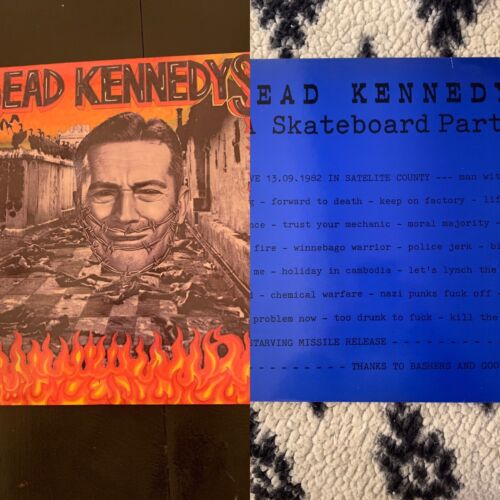 EAD KENNEDYS
EAD KENNEDY
Skateboard Part
VE 13.09.1982 IN SATELITE COUNTY --- man wit
g - forward to death - keep on factory - lif
nce - trust your mechanic - moral majority -
fire - winnebago warrior - police jerk - bl
me - holiday in cambodia - let's lynch the
d - chemical warfare - nazi punks fuck off -
problem now - too drunk to fuck - kill the
STARVING MISSILE RELEASE - - - - - - - - - -
- - - - - - - - - THANKS TO BASHERS AND GOO